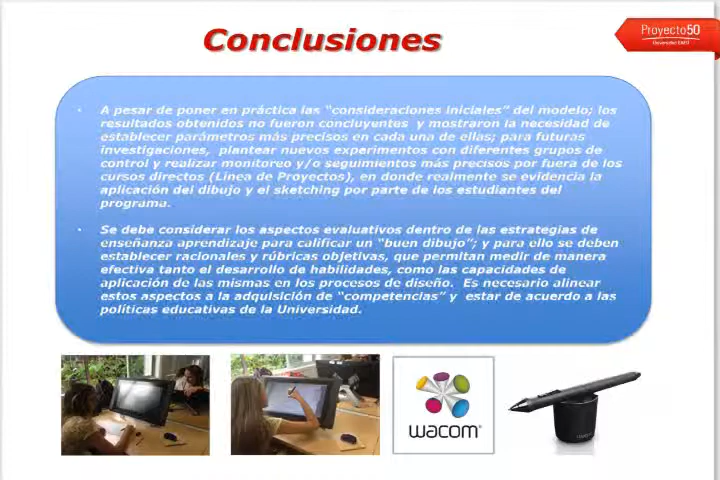 Conclusiones
Proyecto50
A pesar de poner en práctica las “consideraciones iniciales” del modelo; los
resultados obtenidos no fueron concluyentes y mostraron la necesidad de
establecer parámetros más precisos en cada una de ellas; para futuras
investigaciones, plantear nuevos experimentos con diferentes grupos de
control y realizar monitoreo y/o seguimientos más precisos por fuera de los
cursos directos (Línea de Proyectos), en donde realmente se evidencia la
aplicación del dibujo y el sketching por parte de los estudiantes del
programa.
Se debe considerar los aspectos evaluativos dentro de las estrategias de
enseñanza aprendizaje para calificar un “buen dibujo”; y para ello se deben
establecer racionales y rúbricas objetivas, que permitan medir de manera
efectiva tanto el desarrollo de habilidades, como las capacidades de
aplicación de las mismas en los procesos de diseño. Es necesario alinear
estos aspectos a la adquisición de “competencias” y estar de acuerdo a las
políticas educativas de la Universidad.
wacom